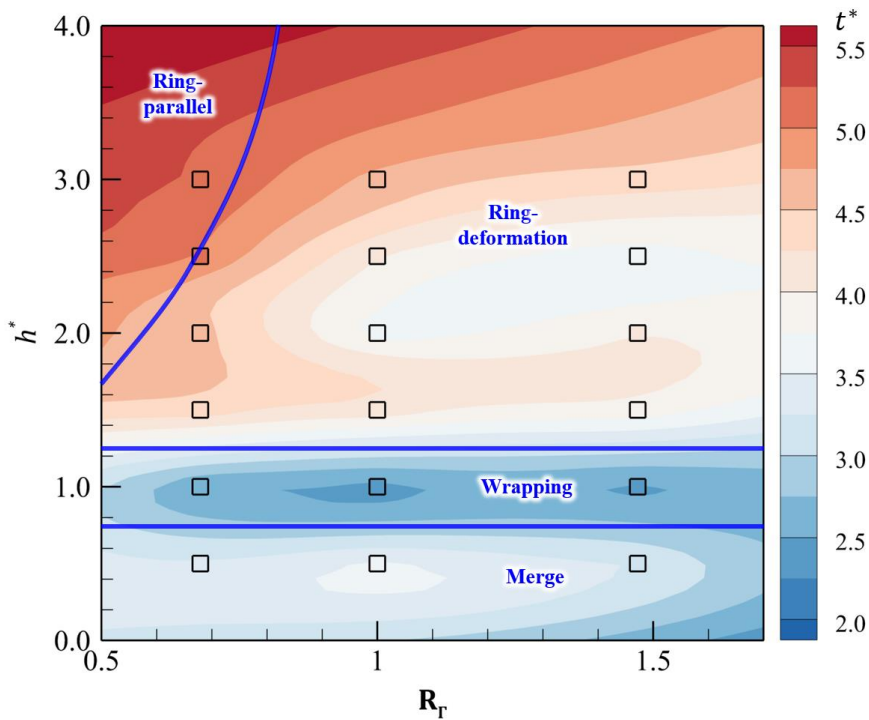 t*
4.0
5.5
Ring-
parallel
5.0
3.0
Ring-
deformation
4.5
h*
4.0
2.0
3.5
3.0
1.0
Wrapping
2.5
Merge
2.0
0.0
0.5
1
1.5
R_Γ